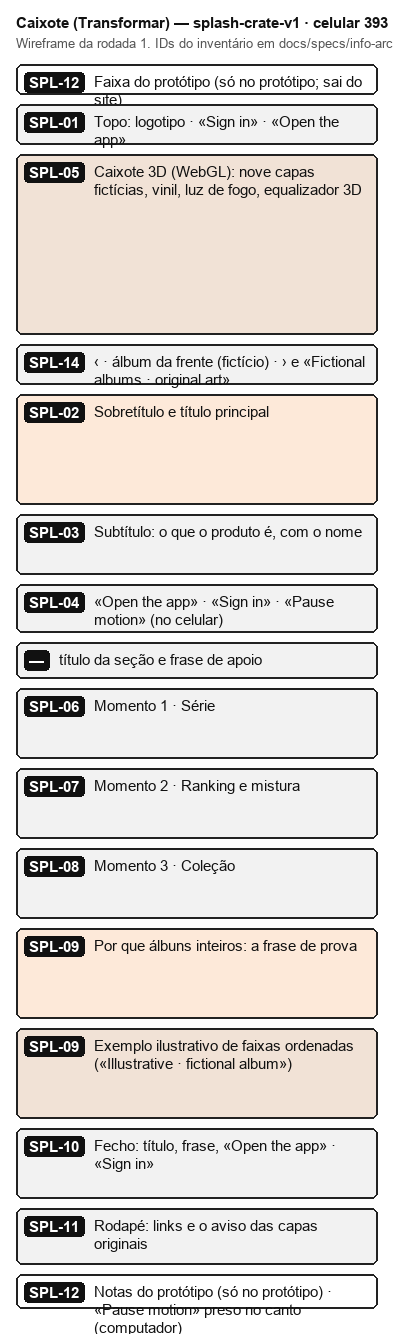 Caixote (Transformar) — splash-crate-v1 · celular 393
Wireframe da rodada 1. IDs do inventário em docs/specs/info-arc
SPL-12 Faixa do protótipo (só no protótipo; sai do
site)
SPL-01 Topo: logotipo · «Sign in» · «Open the
app»
SPL-05 Caixote 3D (WebGL): nove capas
fictícias, vinil, luz de fogo, equalizador 3D
SPL-14 ‹ · álbum da frente (fictício) · › e «Fictional
albums · original art»
SPL-02 Sobretítulo e título principal
SPL-03 Subtítulo: o que o produto é, com o nome
SPL-04 «Open the app» · «Sign in» · «Pause
motion» (no celular)
— título da seção e frase de apoio
SPL-06 Momento 1 · Série
SPL-07 Momento 2 · Ranking e mistura
SPL-08 Momento 3 · Coleção
SPL-09 Por que álbuns inteiros: a frase de prova
SPL-09 Exemplo ilustrativo de faixas ordenadas
(«Illustrative · fictional album»)
SPL-10 Fecho: título, frase, «Open the app» ·
«Sign in»
SPL-11 Rodapé: links e o aviso das capas
originais
SPL-12 Notas do protótipo (só no protótipo) ·
«Pause motion» preso no canto
(computador)